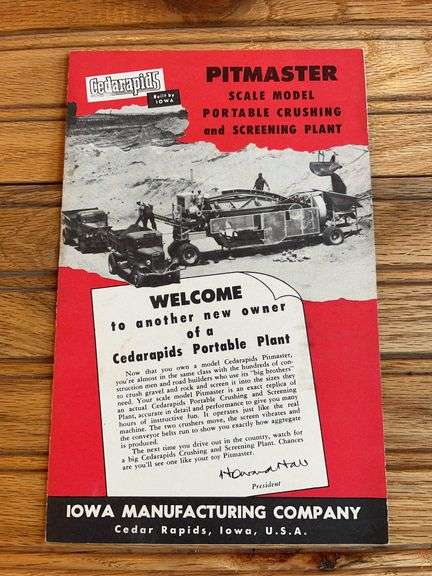 Cedarapids
Built by
IOWA
PITMASTER
SCALE MODEL
PORTABLE CRUSHING
and SCREENING PLANT
WELCOME
to another new owner
of a
Cedarapids Portable Plant
Now that you own a model Cedarapids Pitmaster,
you're almost in the same class with the hundreds of con-
struction men and road builders who use its "big brothers"
to crush gravel and rock and screen it into the sizes they
need. Your scale model Pitmaster is an exact replica of
an actual Cedarapids Portable Crushing and Screening
Plant, accurate in detail and performance to give you many
hours of instructive fun. It operates just like the real
machine. The two crushers move, the screen vibrates and
the conveyor belts run to show you exactly how aggregate
is produced.
The next time you drive out in the country, watch for
a big Cedarapids Crushing and Screening Plant. Chances
are you'll see one like your toy Pitmaster.
Howard Hall
President
IOWA MANUFACTURING COMPANY
Cedar Rapids, Iowa, U.S.A.